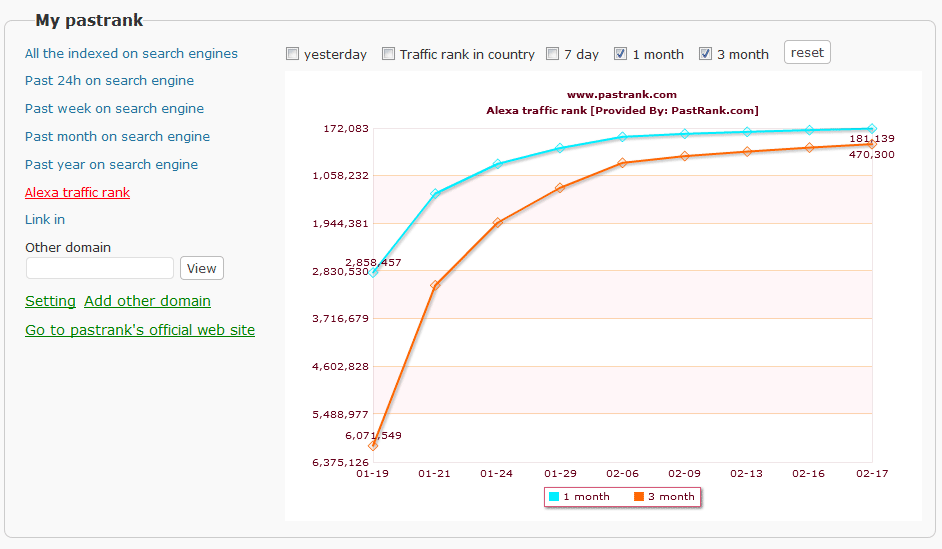 My pastrank
All the indexed on search engines
Past 24h on search engine
Past week on search engine
Past month on search engine
Past year on search engine
Alexa traffic rank
Link in
Other domain
View
Setting Add other domain
Go to pastrank's official web site
yesterday Traffic rank in country 7 day 1 month 3 month reset
www.pastrank.com
Alexa traffic rank [Provided By: PastRank.com]
172,083
181,139
470,300
1,058,232
1,944,381
2,858,457
2,830,530
3,716,679
4,602,828
5,488,977
6,071,549
6,375,126
01-19 01-21 01-24 01-29 02-06 02-09 02-13 02-16 02-17
1 month 3 month